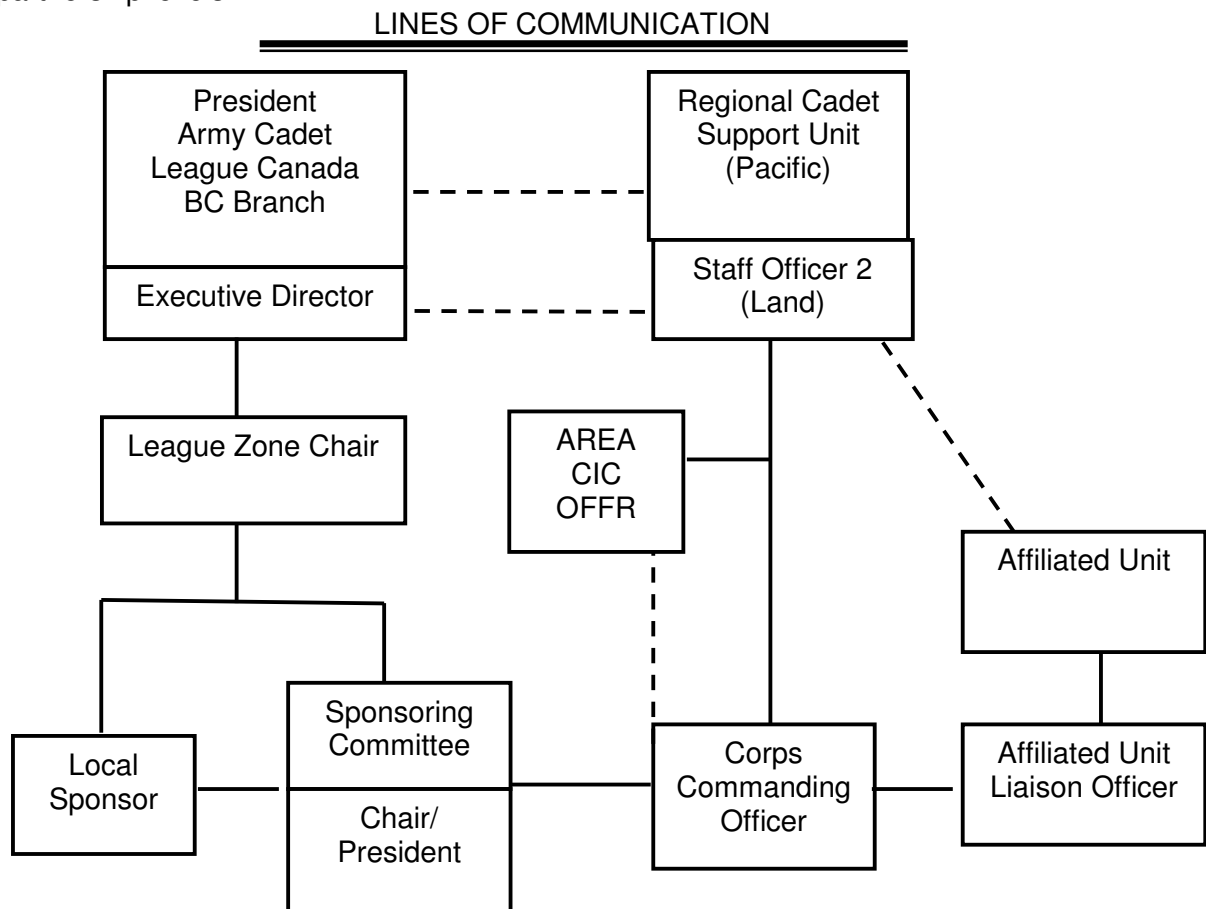 LINES OF COMMUNICATION
President
Army Cadet
League Canada
BC Branch
Executive Director
Regional Cadet
Support Unit
(Pacific)
Staff Officer 2
(Land)
League Zone Chair
AREA
CIC
OFFR
Affiliated Unit
Local
Sponsor
Sponsoring
Committee
Chair/
President
Corps
Commanding
Officer
Affiliated Unit
Liaison Officer